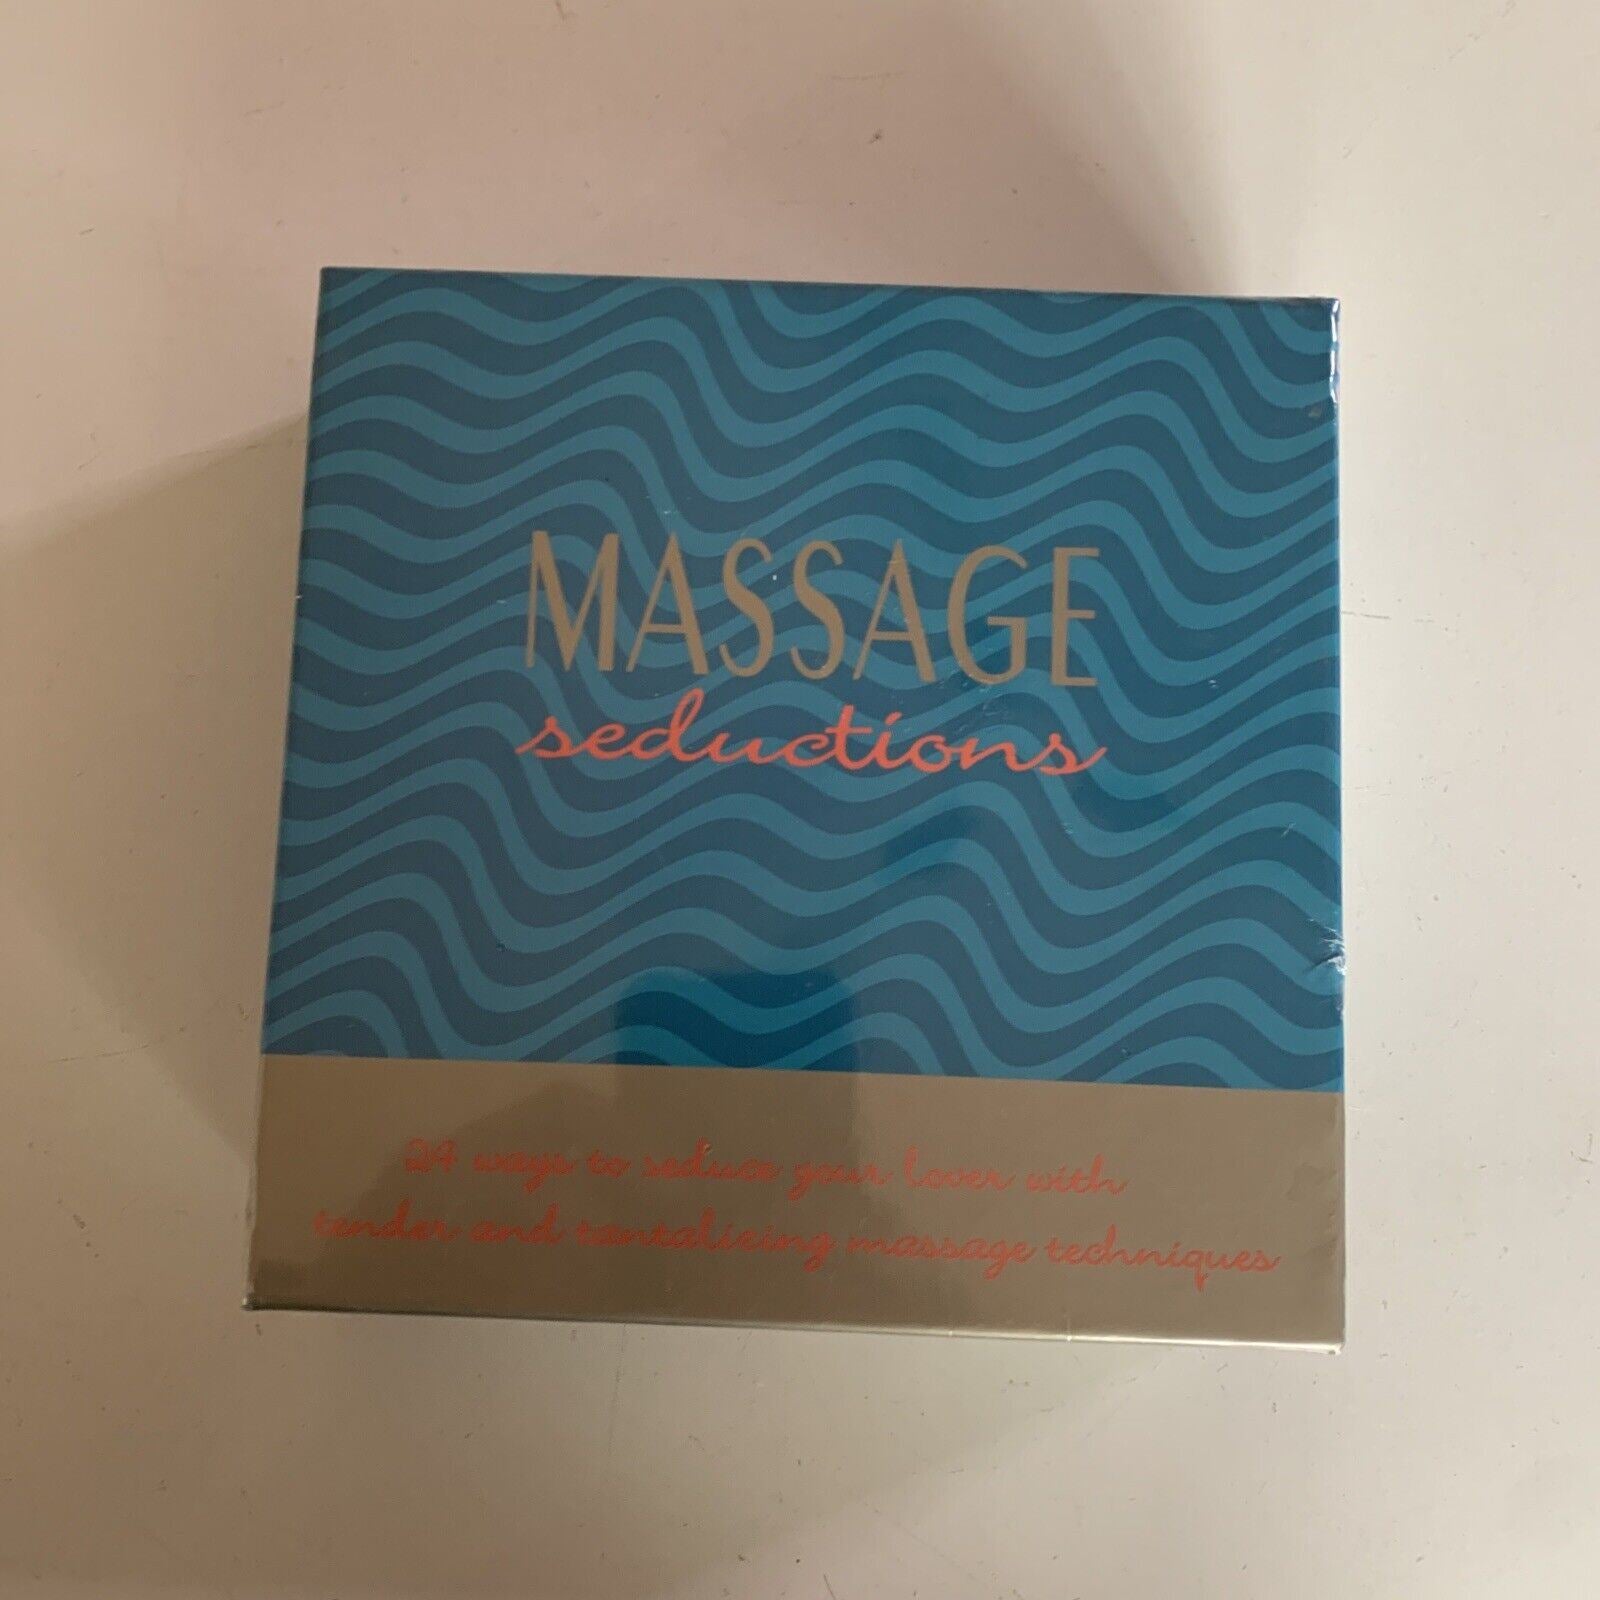 MASSAGE
seductions
24 ways to seduce your lover with
tender and tantalizing massage techniques